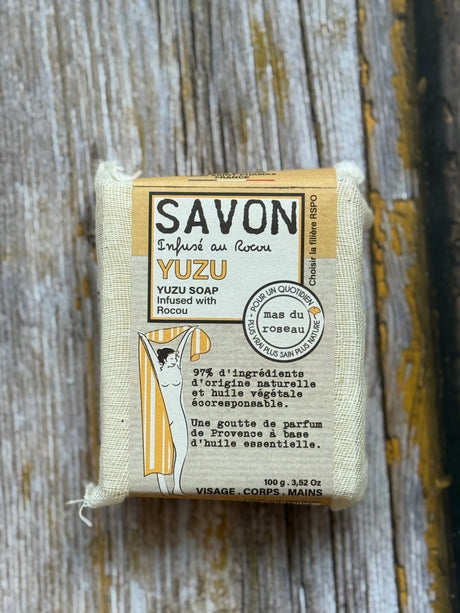 FRANCE
SAVON
Infusé au Rocou
YUZU
YUZU SOAP
Infused with
Rocou
Choisir la filière RSPO
POUR UN QUOTIDIEN
mas du
roseau
PLUS VRAI PLUS SAIN PLUS NATURE
97% d'ingrédients
d'origine naturelle
et huile végétale
écoresponsable.
Une goutte de parfum
de Provence à base
d'huile essentielle.
100 g . 3,52 Oz
VISAGE . CORPS . MAINS